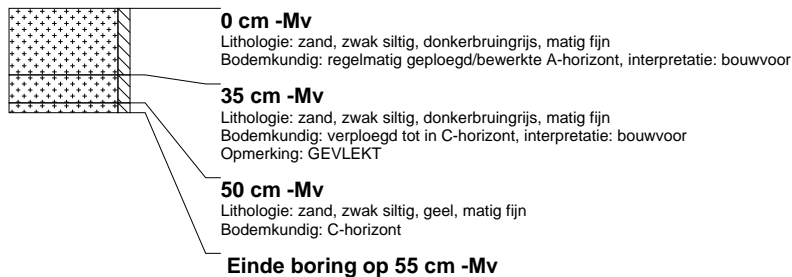 0 cm -Mv
Lithologie: zand, zwak siltig, donkerbruingrijs, matig fijn
Bodemkundig: regelmatig geploegd/bewerkte A-horizont, interpretatie: bouwvoor
35 cm -Mv
Lithologie: zand, zwak siltig, donkerbruingrijs, matig fijn
Bodemkundig: verploegd tot in C-horizont, interpretatie: bouwvoor
Opmerking: GEVLEKT
50 cm -Mv
Lithologie: zand, zwak siltig, geel, matig fijn
Bodemkundig: C-horizont
Einde boring op 55 cm -Mv